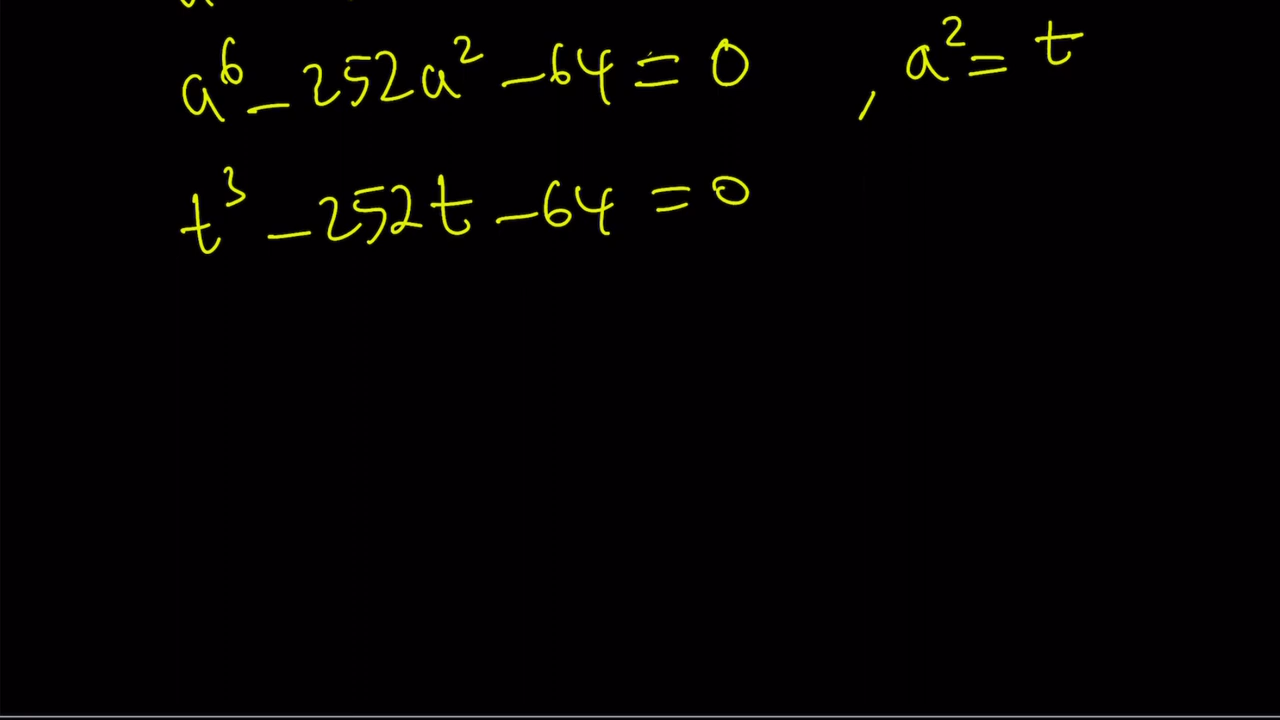 a⁶ - 252a² - 64 = 0 , a² = t
t³ - 252t - 64 = 0